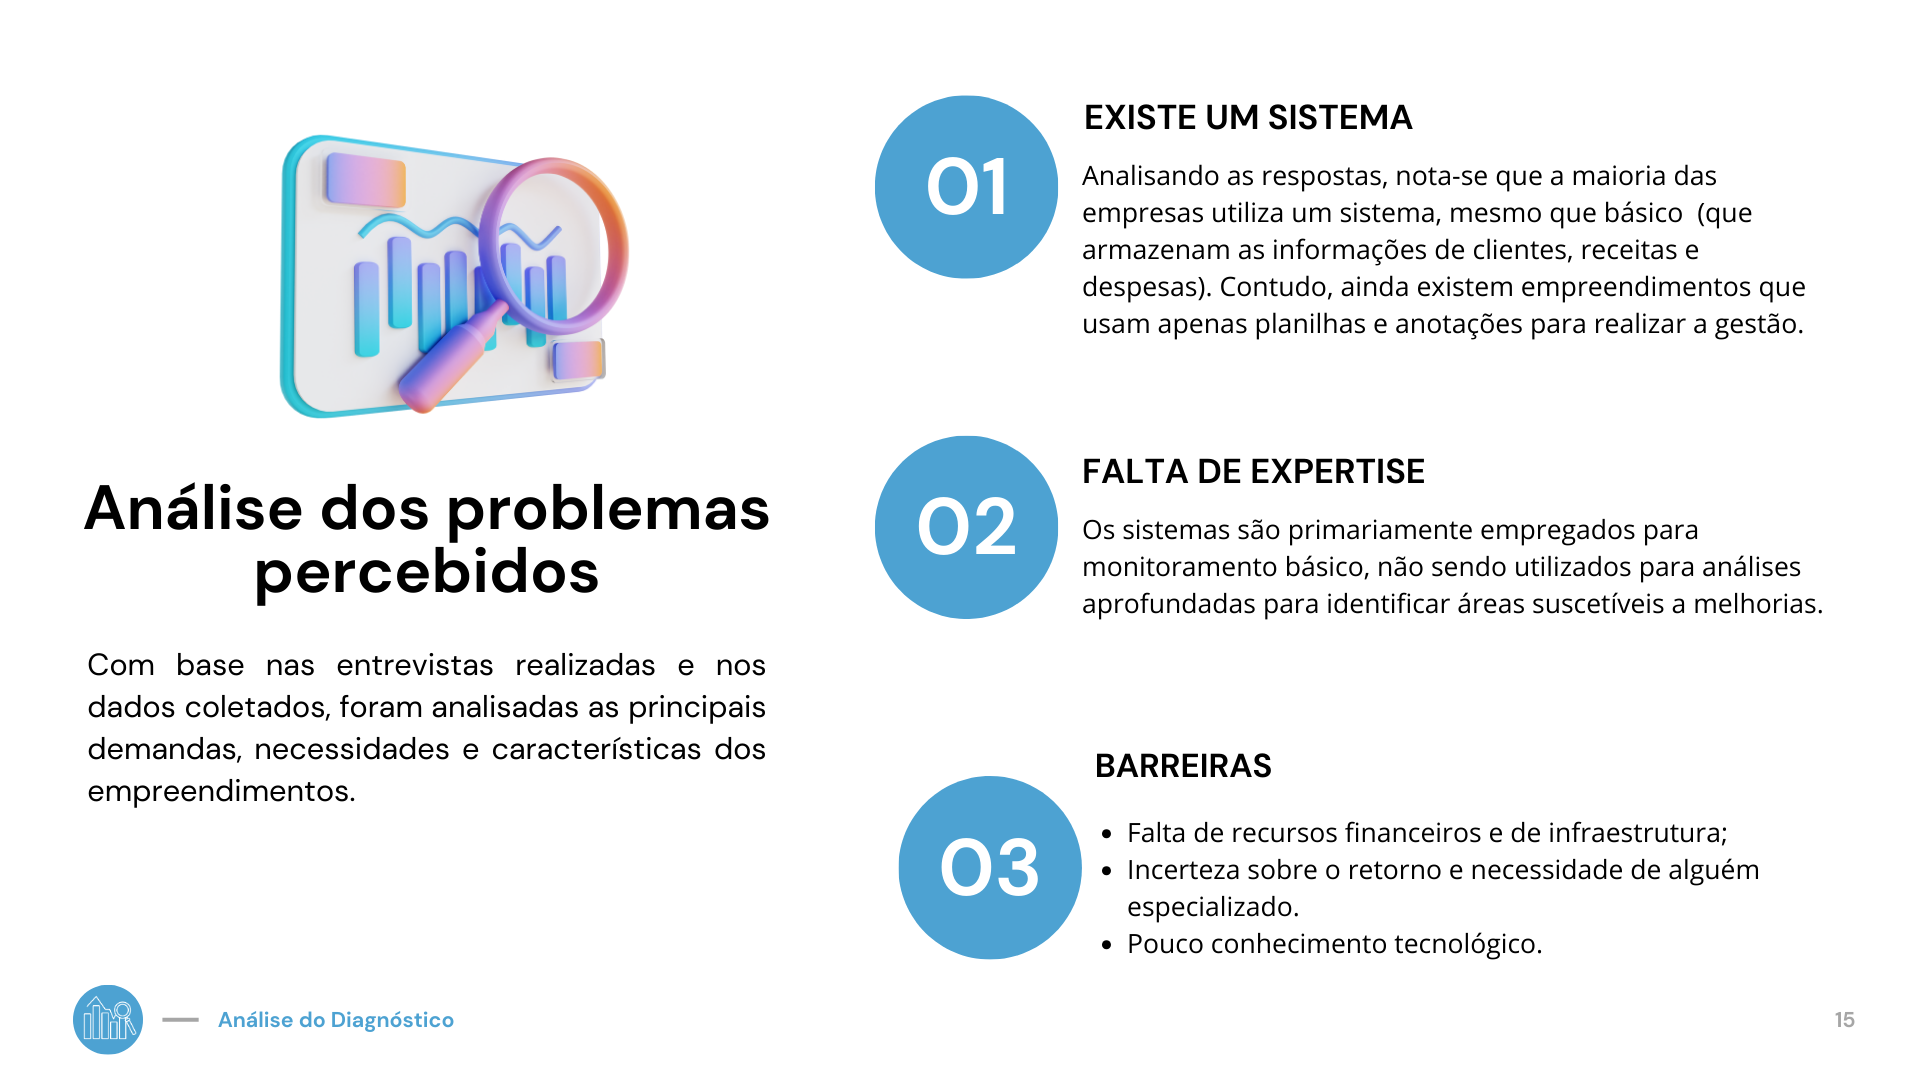 Análise dos problemas
percebidos
Com base nas entrevistas realizadas e nos
dados coletados, foram analisadas as principais
demandas, necessidades e características dos
empreendimentos.
01
EXISTE UM SISTEMA
Analisando as respostas, nota-se que a maioria das
empresas utiliza um sistema, mesmo que básico  (que
armazenam as informações de clientes, receitas e
despesas). Contudo, ainda existem empreendimentos que
usam apenas planilhas e anotações para realizar a gestão.
02
FALTA DE EXPERTISE
Os sistemas são primariamente empregados para
monitoramento básico, não sendo utilizados para análises
aprofundadas para identificar áreas suscetíveis a melhorias.
03
BARREIRAS
• Falta de recursos financeiros e de infraestrutura;
• Incerteza sobre o retorno e necessidade de alguém
especializado.
• Pouco conhecimento tecnológico.
Análise do Diagnóstico
15